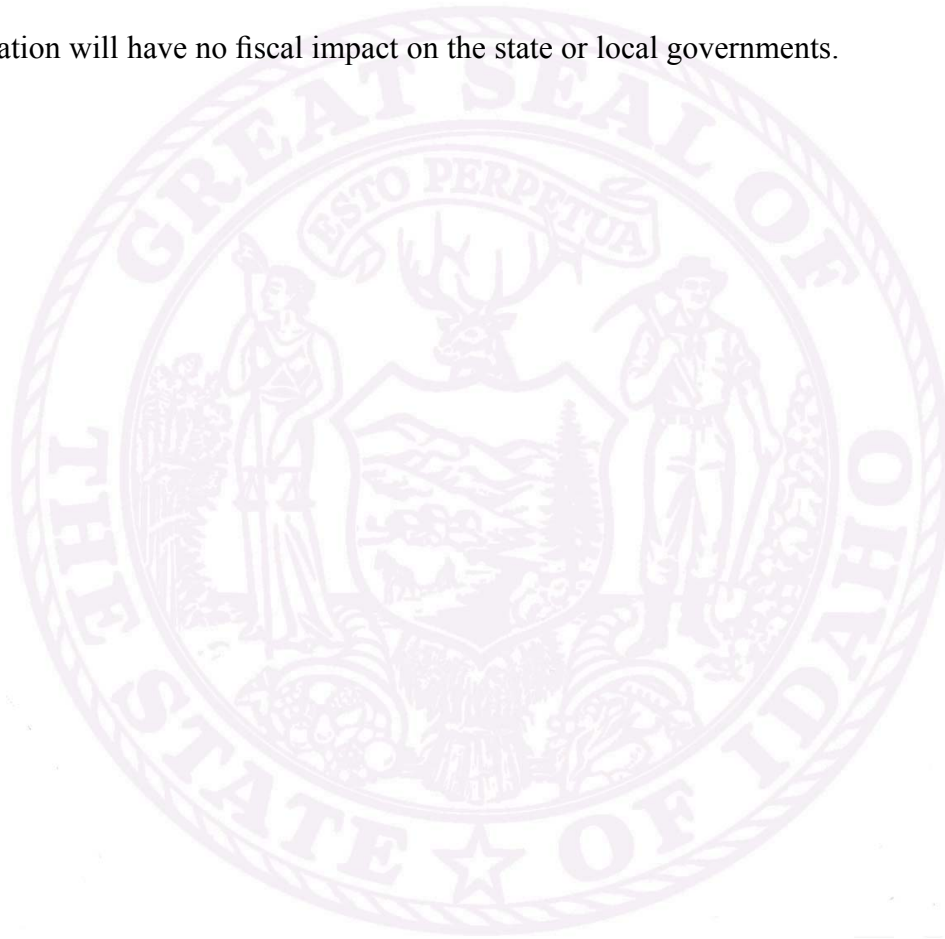 ation will have no fiscal impact on the state or local governments.
GREAT SEAL OF
ESTO PERPETUA
THE STATE OF IDAHO